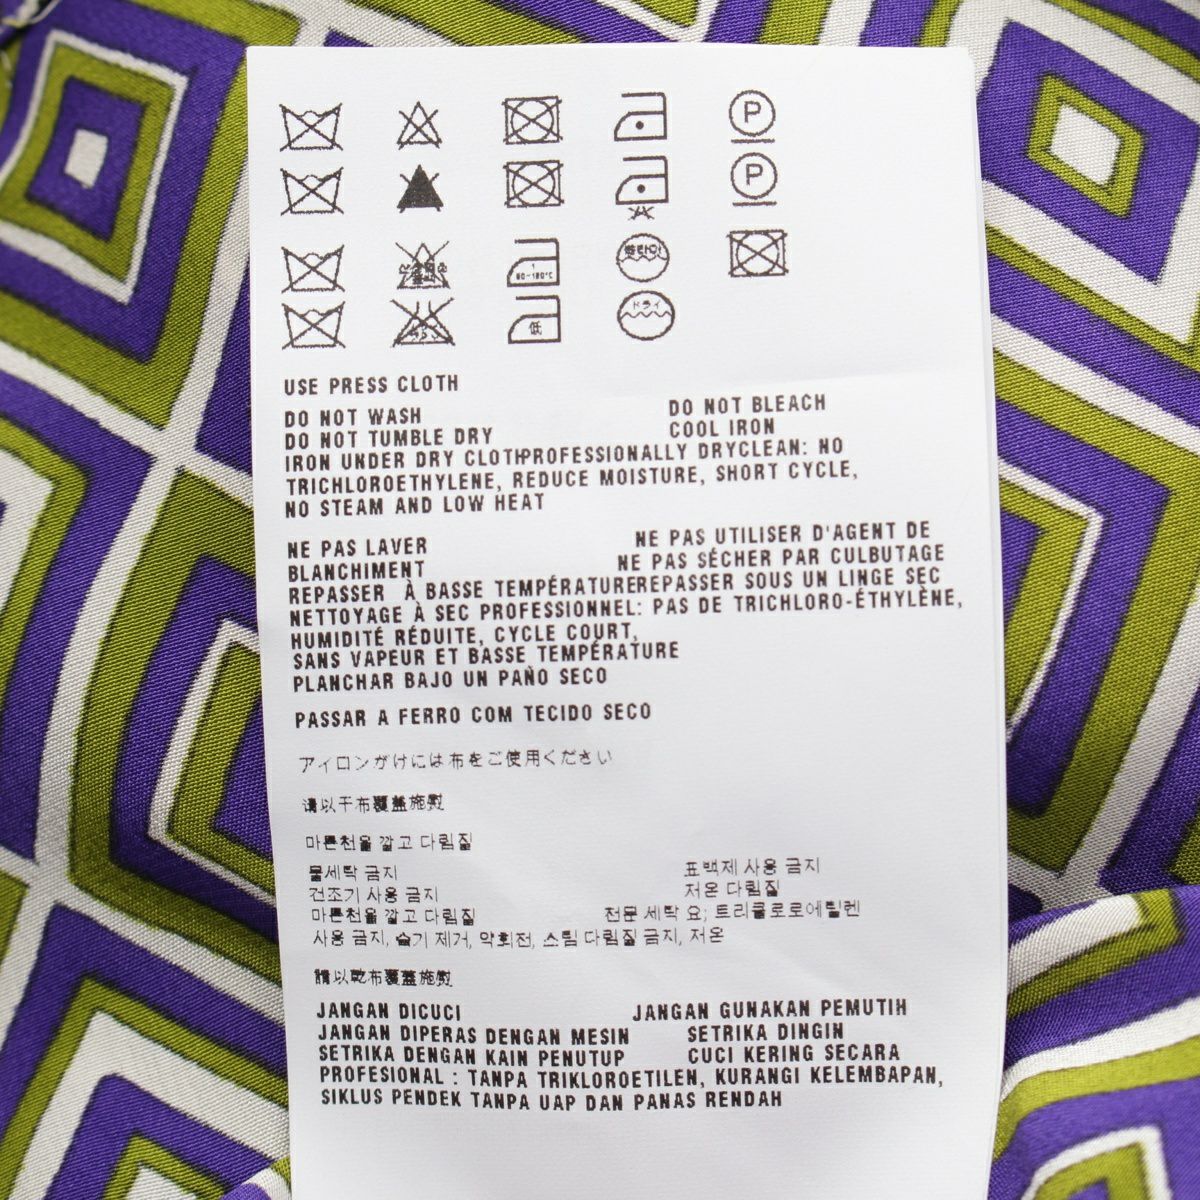 P
P
드라이
80~120°C
低
ドライ
USE PRESS CLOTH
DO NOT WASH DO NOT BLEACH
DO NOT TUMBLE DRY COOL IRON
IRON UNDER DRY CLOTHPROFESSIONALLY DRYCLEAN: NO
TRICHLOROETHYLENE, REDUCE MOISTURE, SHORT CYCLE,
NO STEAM AND LOW HEAT
NE PAS LAVER NE PAS UTILISER D'AGENT DE
BLANCHIMENT NE PAS SÉCHER PAR CULBUTAGE
REPASSER À BASSE TEMPÉRATUREREPASSER SOUS UN LINGE SEC
NETTOYAGE À SEC PROFESSIONNEL: PAS DE TRICHLORO-ÉTHYLÈNE,
HUMIDITÉ RÉDUITE, CYCLE COURT,
SANS VAPEUR ET BASSE TEMPÉRATURE
PLANCHAR BAJO UN PAÑO SECO
PASSAR A FERRO COM TECIDO SECO
アイロンがけには布をご使用ください
请以干布覆盖施熨
마른천을 깔고 다림질
물세탁 금지 표백제 사용 금지
건조기 사용 금지 저온 다림질
마른천을 깔고 다림질 전문 세탁 요; 트리클로로에틸렌
사용 금지, 습기 제거, 약회전, 스팀 다림질 금지, 저온
請以乾布覆蓋施熨
JANGAN DICUCI JANGAN GUNAKAN PEMUTIH
JANGAN DIPERAS DENGAN MESIN SETRIKA DINGIN
SETRIKA DENGAN KAIN PENUTUP CUCI KERING SECARA
PROFESIONAL : TANPA TRIKLOROETILEN, KURANGI KELEMBAPAN,
SIKLUS PENDEK TANPA UAP DAN PANAS RENDAH